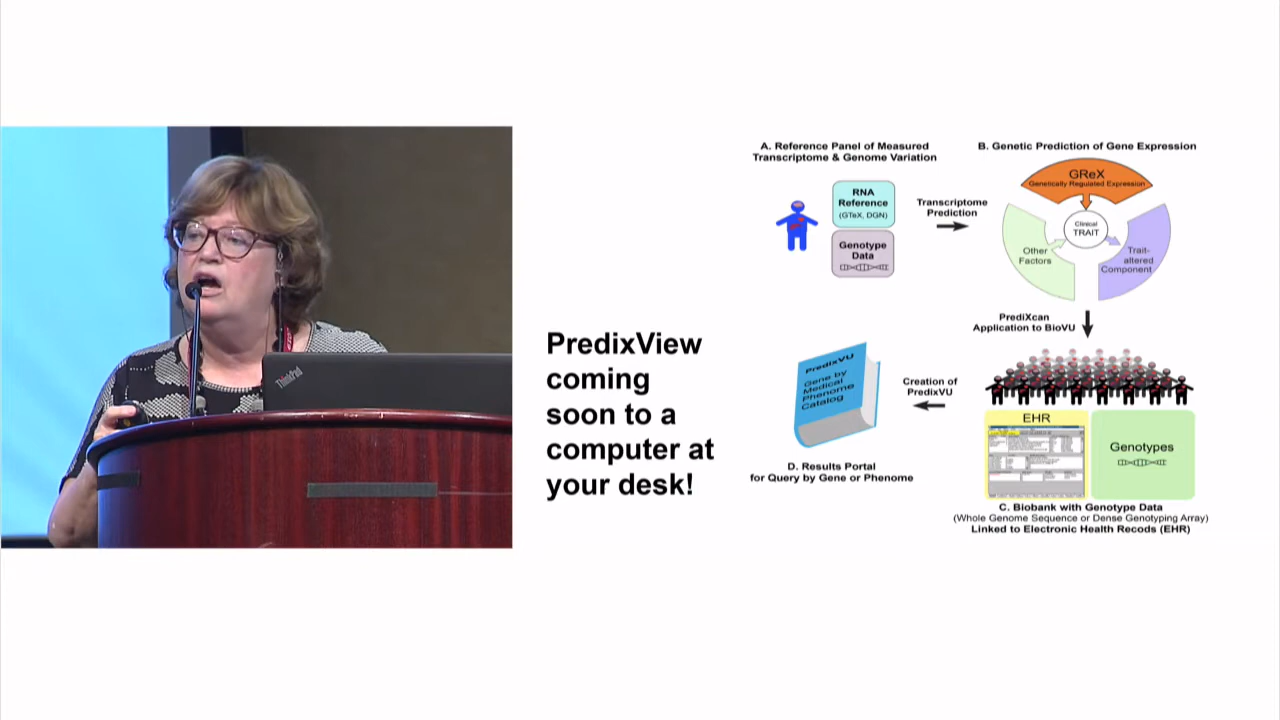 ThinkPad
PredixView
coming
soon to a
computer at
your desk!
A. Reference Panel of Measured
Transcriptome & Genome Variation
RNA
Reference
(GTeX, DGN)
Genotype
Data
Transcriptome
Prediction
B. Genetic Prediction of Gene Expression
GReX
Genetically Regulated Expression
Clinical
TRAIT
Other
Factors
Trait-
altered
Component
PrediXcan
Application to BioVU
EHR
Genotypes
C. Biobank with Genotype Data
(Whole Genome Sequence or Dense Genotyping Array)
Linked to Electronic Health Recods (EHR)
Creation of
PredixVU
PredixVU
Gene by
Medical
Phenome
Catalog
D. Results Portal
for Query by Gene or Phenome